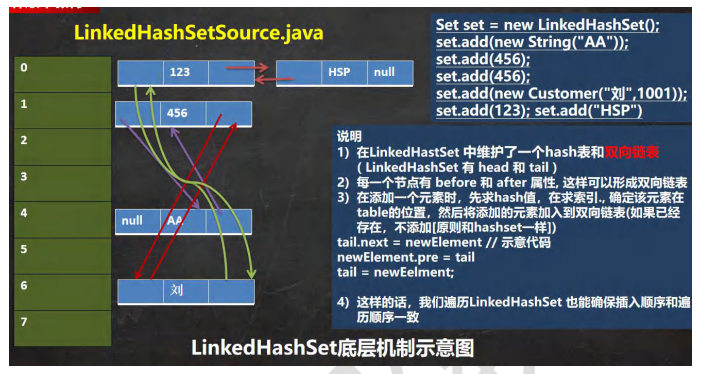 LinkedHashSetSource.java
Set set = new LinkedHashSet();
set.add(new String("AA"));
set.add(456);
set.add(456);
set.add(new Customer("刘",1001));
set.add(123); set.add("HSP")
0
123
HSP
null
1
456
2
3
4
null
AA
5
6
刘
7
说明
1) 在LinkedHastSet 中维护了一个hash表和双向链表
( LinkedHashSet 有 head 和 tail )
2) 每一个节点有 before 和 after 属性, 这样可以形成双向链表
3) 在添加一个元素时，先求hash值，在求索引., 确定该元素在
table的位置，然后将添加的元素加入到双向链表(如果已经
存在，不添加[原则和hashset一样])
tail.next = newElement // 示意代码
newElement.pre = tail
tail = newEelment;
4) 这样的话，我们遍历LinkedHashSet 也能确保插入顺序和遍
历顺序一致
LinkedHashSet底层机制示意图